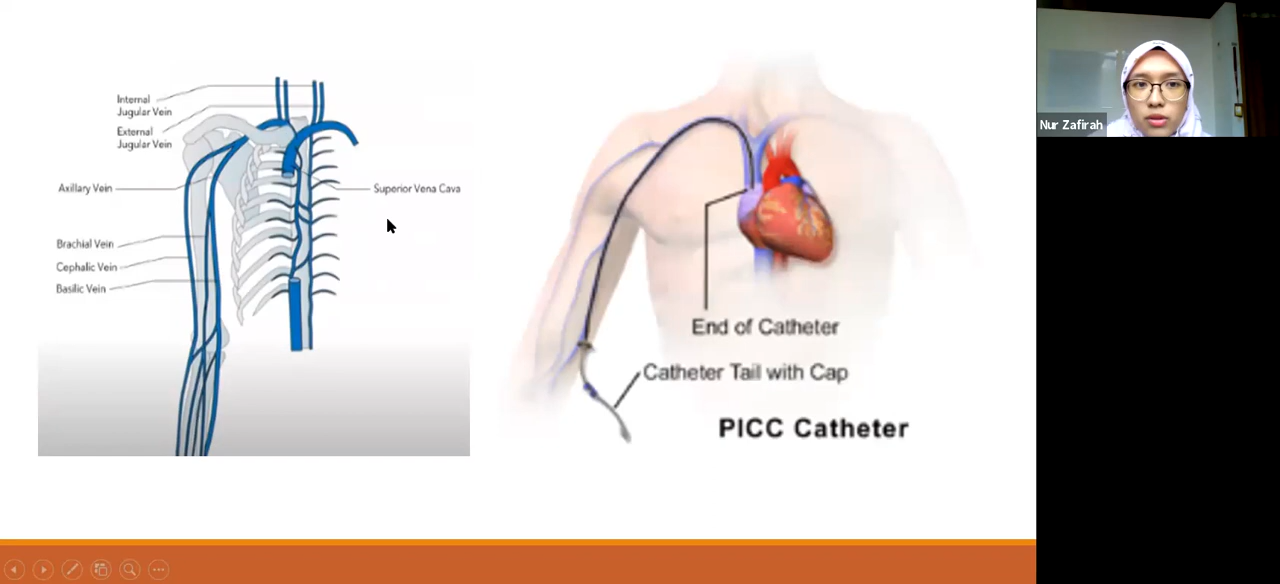 Internal
Jugular Vein
External
Jugular Vein
Axillary Vein
Superior Vena Cava
Brachial Vein
Cephalic Vein
Basilic Vein
End of Catheter
Catheter Tail with Cap
PICC Catheter
Nur Zafirah